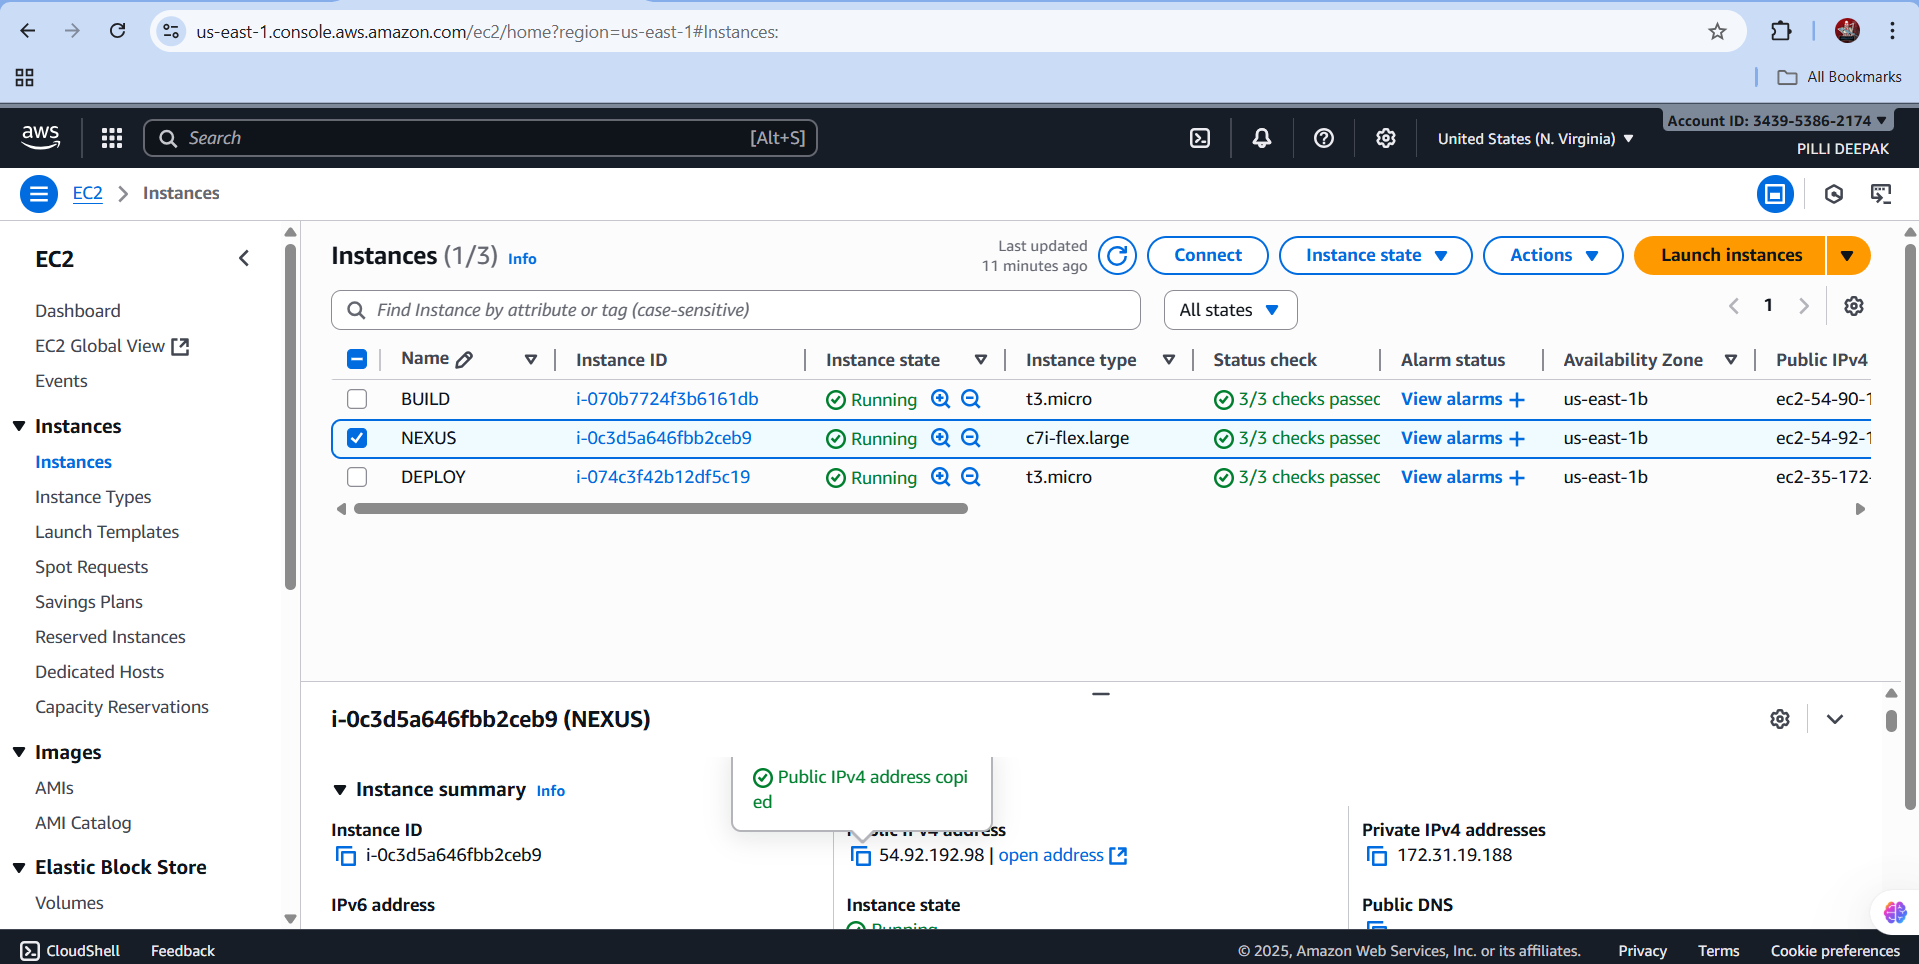 us-east-1.console.aws.amazon.com/ec2/home?region=us-east-1#Instances:
All Bookmarks
aws
Search
[Alt+S]
United States (N. Virginia)
Account ID: 3439-5386-2174
PILLI DEEPAK
EC2
Instances
EC2
Dashboard
EC2 Global View
Events
Instances
Instances
Instance Types
Launch Templates
Spot Requests
Savings Plans
Reserved Instances
Dedicated Hosts
Capacity Reservations
Images
AMIs
AMI Catalog
Elastic Block Store
Volumes
Instances (1/3) Info
Last updated
11 minutes ago
Connect
Instance state
Actions
Launch instances
Find Instance by attribute or tag (case-sensitive)
All states
1
Name Instance ID Instance state Instance type Status check Alarm status Availability Zone Public IPv4
BUILD i-070b7724f3b6161db Running t3.micro 3/3 checks passec View alarms + us-east-1b ec2-54-90-1
NEXUS i-0c3d5a646fbb2ceb9 Running c7i-flex.large 3/3 checks passec View alarms + us-east-1b ec2-54-92-1
DEPLOY i-074c3f42b12df5c19 Running t3.micro 3/3 checks passec View alarms + us-east-1b ec2-35-172-
i-0c3d5a646fbb2ceb9 (NEXUS)
Instance summary Info
Public IPv4 address copi
ed
Instance ID
i-0c3d5a646fbb2ceb9
Public IPv4 address
54.92.192.98 | open address
Private IPv4 addresses
172.31.19.188
IPv6 address
Instance state
Running
Public DNS
CloudShell
Feedback
© 2025, Amazon Web Services, Inc. or its affiliates.
Privacy
Terms
Cookie preferences